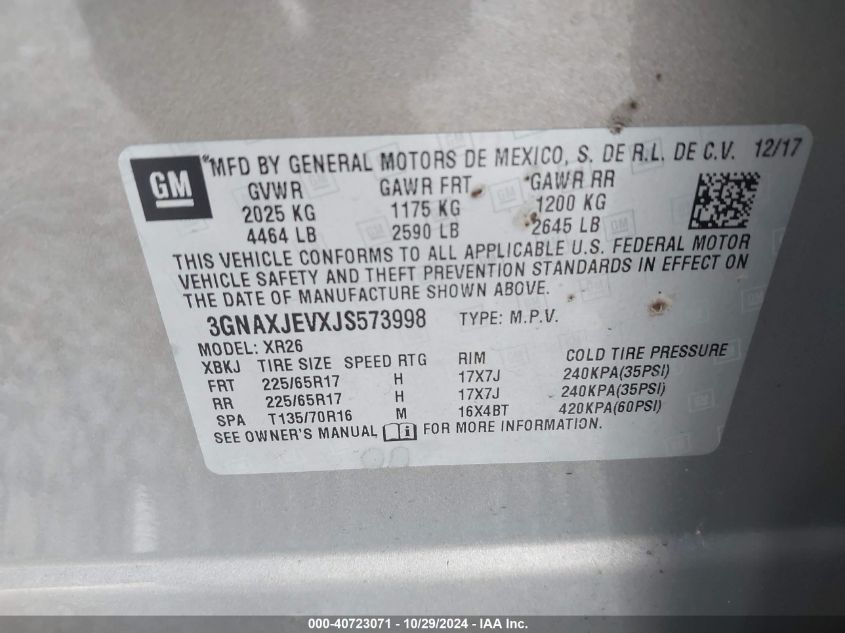 GM
MFD BY GENERAL MOTORS DE MEXICO, S. DE R.L. DE C.V. 12/17
GVWR GAWR FRT GAWR RR
2025 KG 1175 KG 1200 KG
4464 LB 2590 LB 2645 LB
THIS VEHICLE CONFORMS TO ALL APPLICABLE U.S. FEDERAL MOTOR
VEHICLE SAFETY AND THEFT PREVENTION STANDARDS IN EFFECT ON
THE DATE OF MANUFACTURE SHOWN ABOVE.
3GNAXJEVXJS573998 TYPE: M.P.V.
MODEL: XR26
XBKJ TIRE SIZE SPEED RTG RIM COLD TIRE PRESSURE
FRT 225/65R17 H 17X7J 240KPA(35PSI)
RR 225/65R17 H 17X7J 240KPA(35PSI)
SPA T135/70R16 M 16X4BT 420KPA(60PSI)
SEE OWNER'S MANUAL FOR MORE INFORMATION.
000-40723071 - 10/29/2024 - IAA Inc.